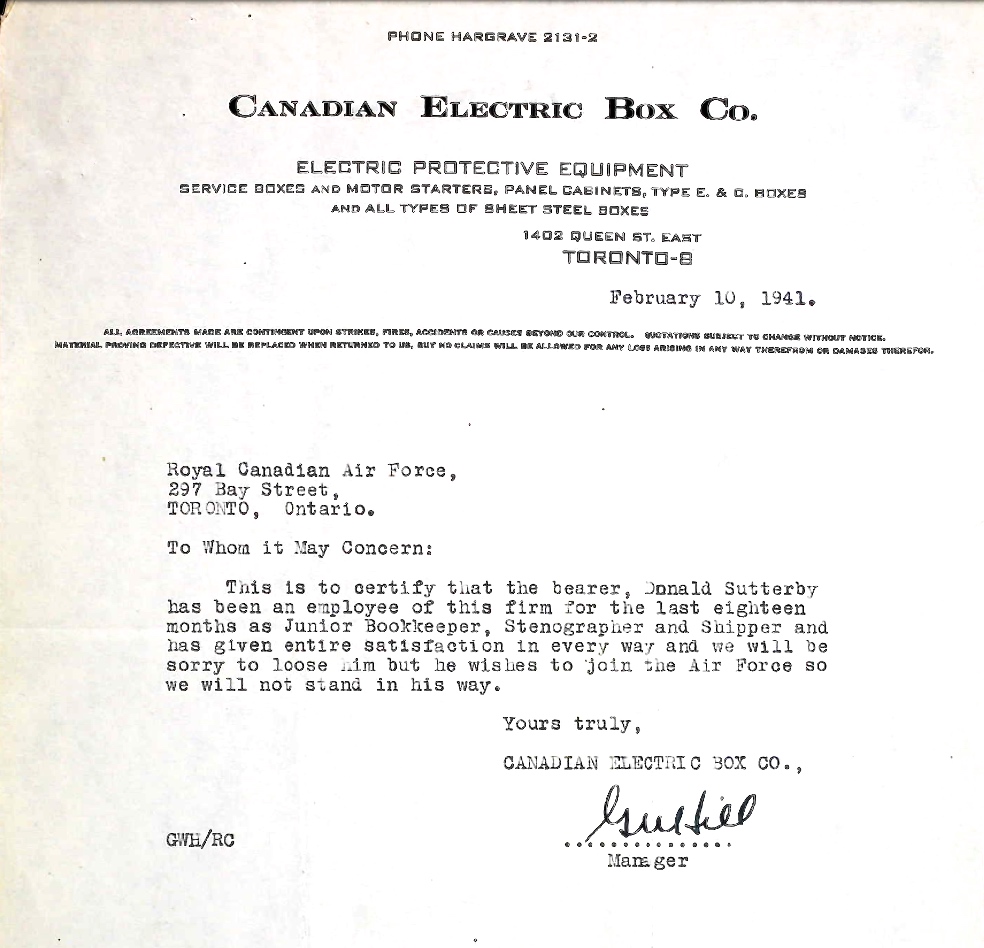 PHONE HARGRAVE 2131-2
CANADIAN ELECTRIC BOX CO.
ELECTRIC PROTECTIVE EQUIPMENT
SERVICE BOXES AND MOTOR STARTERS, PANEL CABINETS, TYPE E. & C. BOXES
AND ALL TYPES OF SHEET STEEL BOXES
1402 QUEEN ST. EAST
TORONTO-8
February 10, 1941.
ALL AGREEMENTS MADE ARE CONTINGENT UPON STRIKES, FIRES, ACCIDENTS OR CAUSES BEYOND OUR CONTROL. QUOTATIONS SUBJECT TO CHANGE WITHOUT NOTICE.
MATERIAL PROVING DEFECTIVE WILL BE REPLACED WHEN RETURNED TO US, BUT NO CLAIMS WILL BE ALLOWED FOR ANY LOSS ARISING IN ANY WAY THEREFROM OR DAMAGES THEREFOR.
Royal Canadian Air Force,
297 Bay Street,
TORONTO, Ontario.
To Whom it May Concern:
This is to certify that the bearer, Donald Sutterby
has been an employee of this firm for the last eighteen
months as Junior Bookkeeper, Stenographer and Shipper and
has given entire satisfaction in every way and we will be
sorry to loose him but he wishes to join the Air Force so
we will not stand in his way.
Yours truly,
CANADIAN ELECTRIC BOX CO.,
GWHill
GWH/RC
Manager